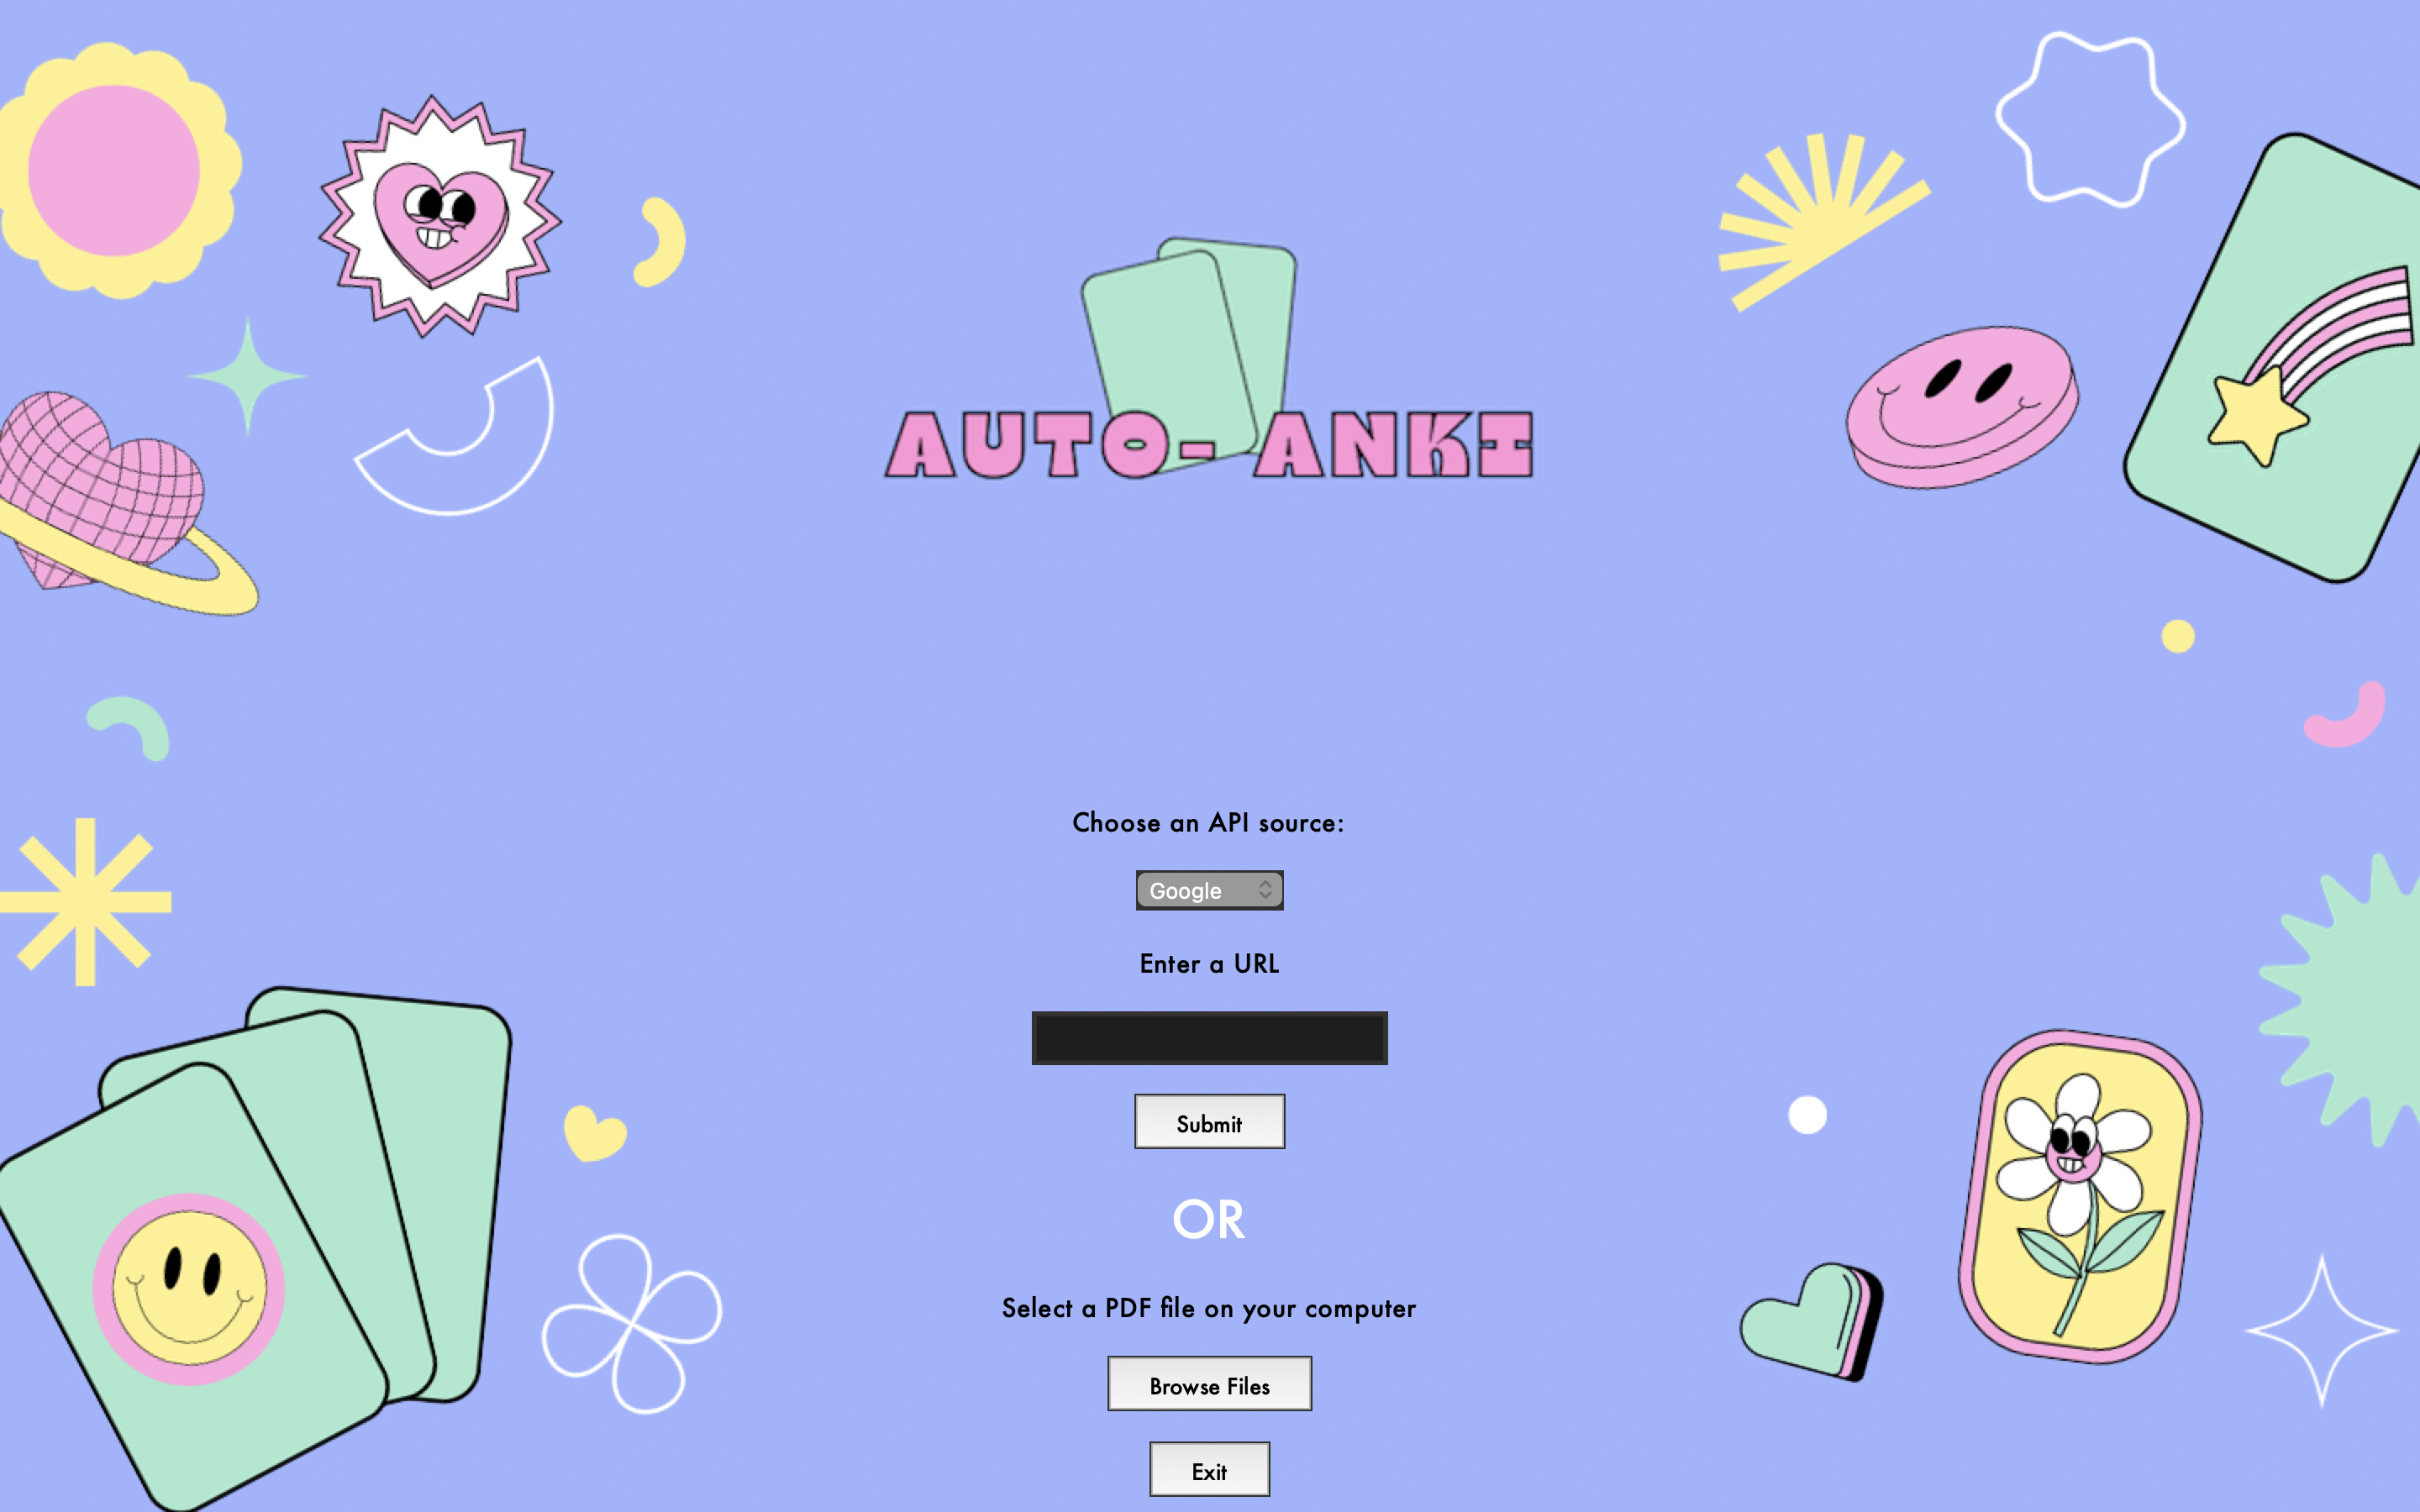 AUTO-ANKI
Choose an API source:
Google
Enter a URL
Submit
OR
Select a PDF file on your computer
Browse Files
Exit